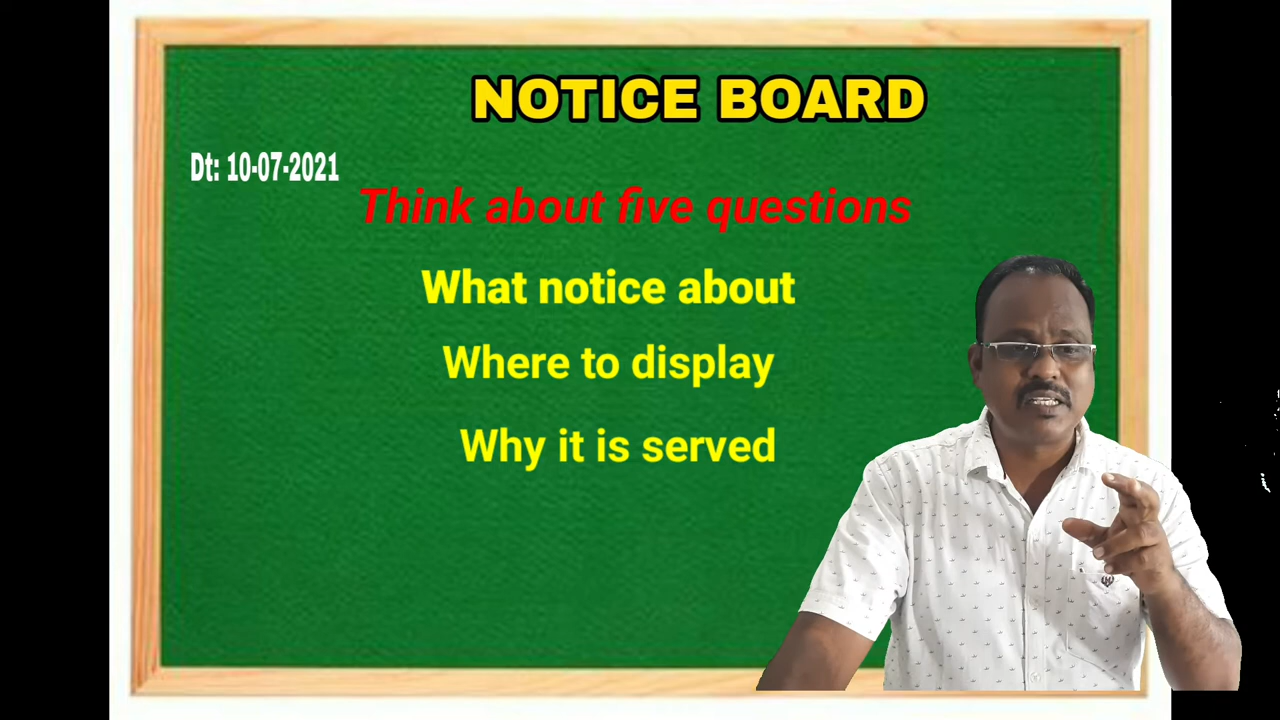 NOTICE BOARD
Dt: 10-07-2021
Think about five questions
What notice about
Where to display
Why it is served